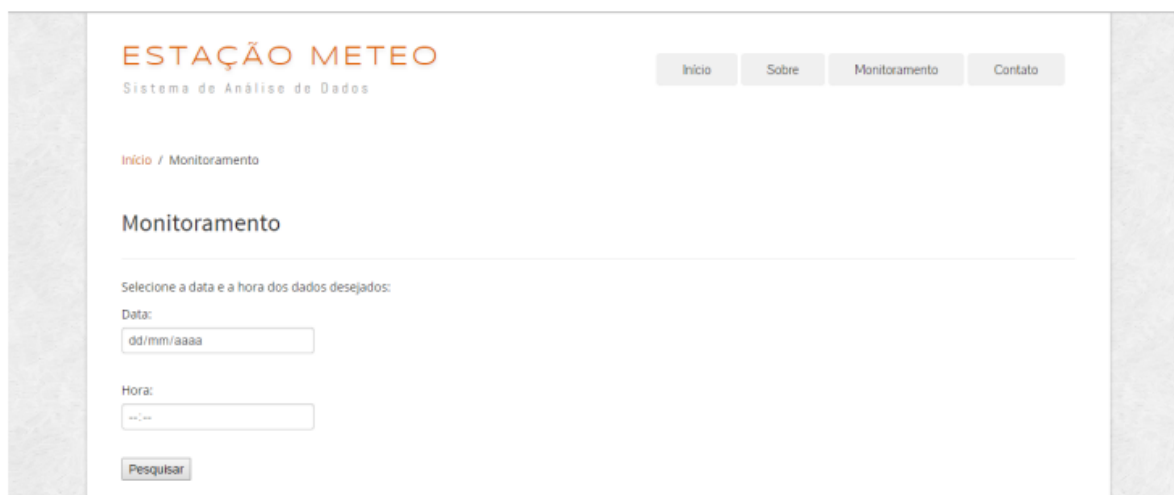 ESTAÇÃO METEO
Sistema de Análise de Dados
Início Sobre Monitoramento Contato
Início / Monitoramento
Monitoramento
Selecione a data e a hora dos dados desejados:
Data:
dd/mm/aaaa
Hora:
--:--
Pesquisar